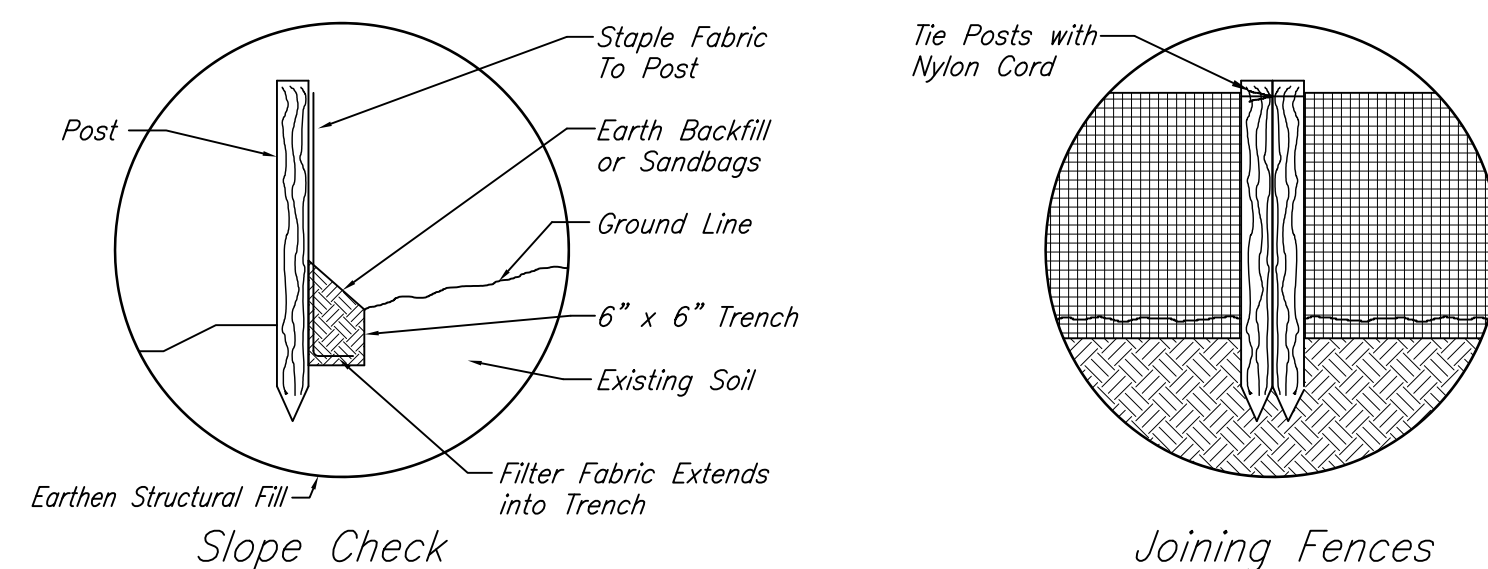 Staple Fabric
To Post
Post
Earth Backfill
or Sandbags
Ground Line
6" x 6" Trench
Existing Soil
Filter Fabric Extends
into Trench
Earthen Structural Fill
Slope Check
Tie Posts with
Nylon Cord
Joining Fences